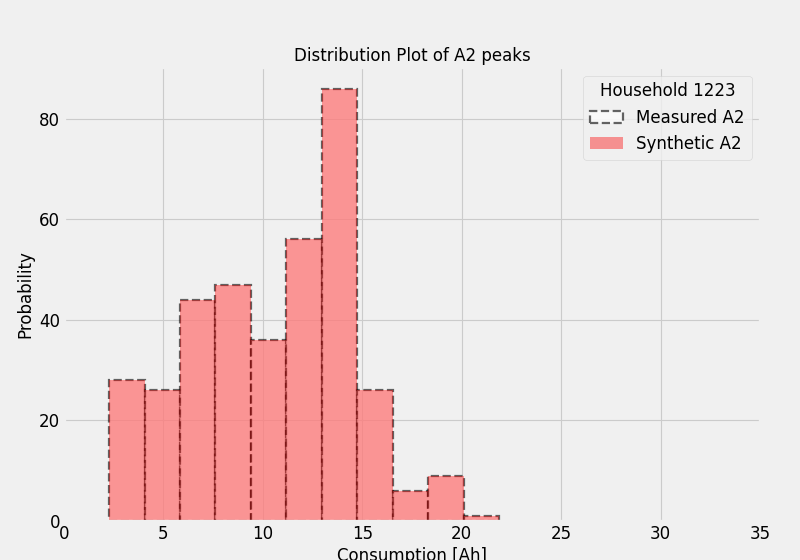 Distribution Plot of A2 peaks
Household 1223
Measured A2
Synthetic A2
Probability
80
60
40
20
0
0 5 10 15 20 25 30 35
Consumption [Ah]